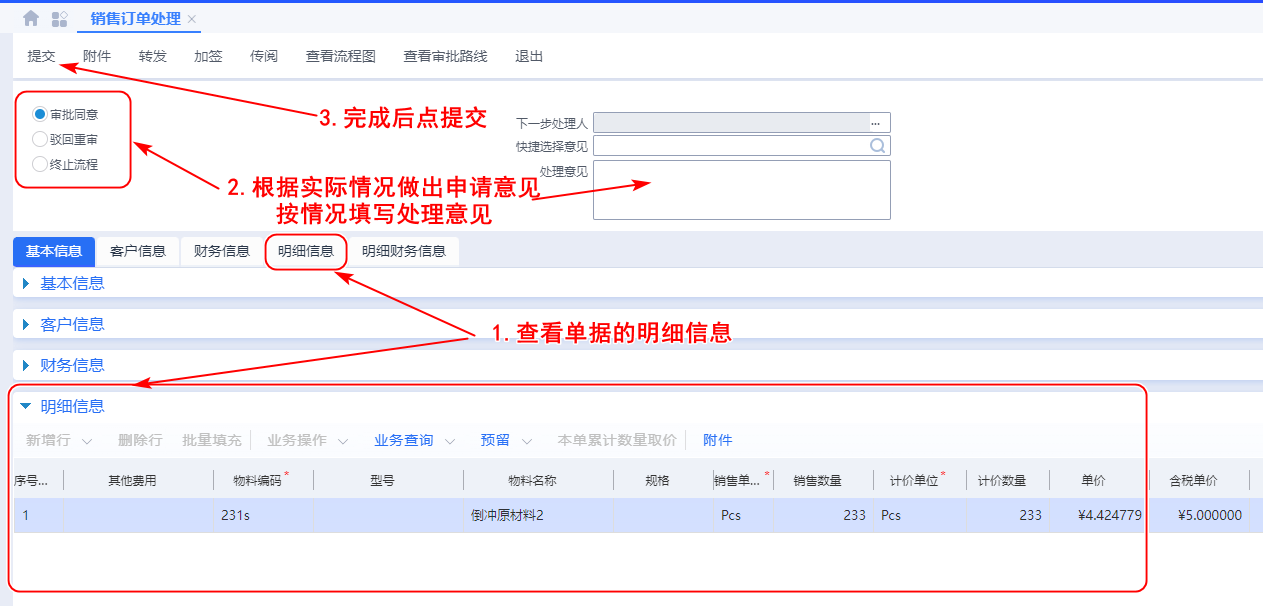 销售订单处理
提交 附件 转发 加签 传阅 查看流程图 查看审批路线 退出
审批同意
驳回重审
终止流程
3.完成后点提交
下一步处理人 ...
快捷选择意见
处理意见
2.根据实际情况做出申请意见
按情况填写处理意见
基本信息 客户信息 财务信息 明细信息 明细财务信息
基本信息
客户信息
1.查看单据的明细信息
财务信息
明细信息
新增行 删除行 批量填充 业务操作 业务查询 预留 本单累计数量取价 附件
序号... 其他费用 物料编码* 型号 物料名称 规格 销售单...* 销售数量 计价单位* 计价数量 单价 含税单价
1 231s 倒冲原材料2 Pcs 233 Pcs 233 ¥4.424779 ¥5.000000